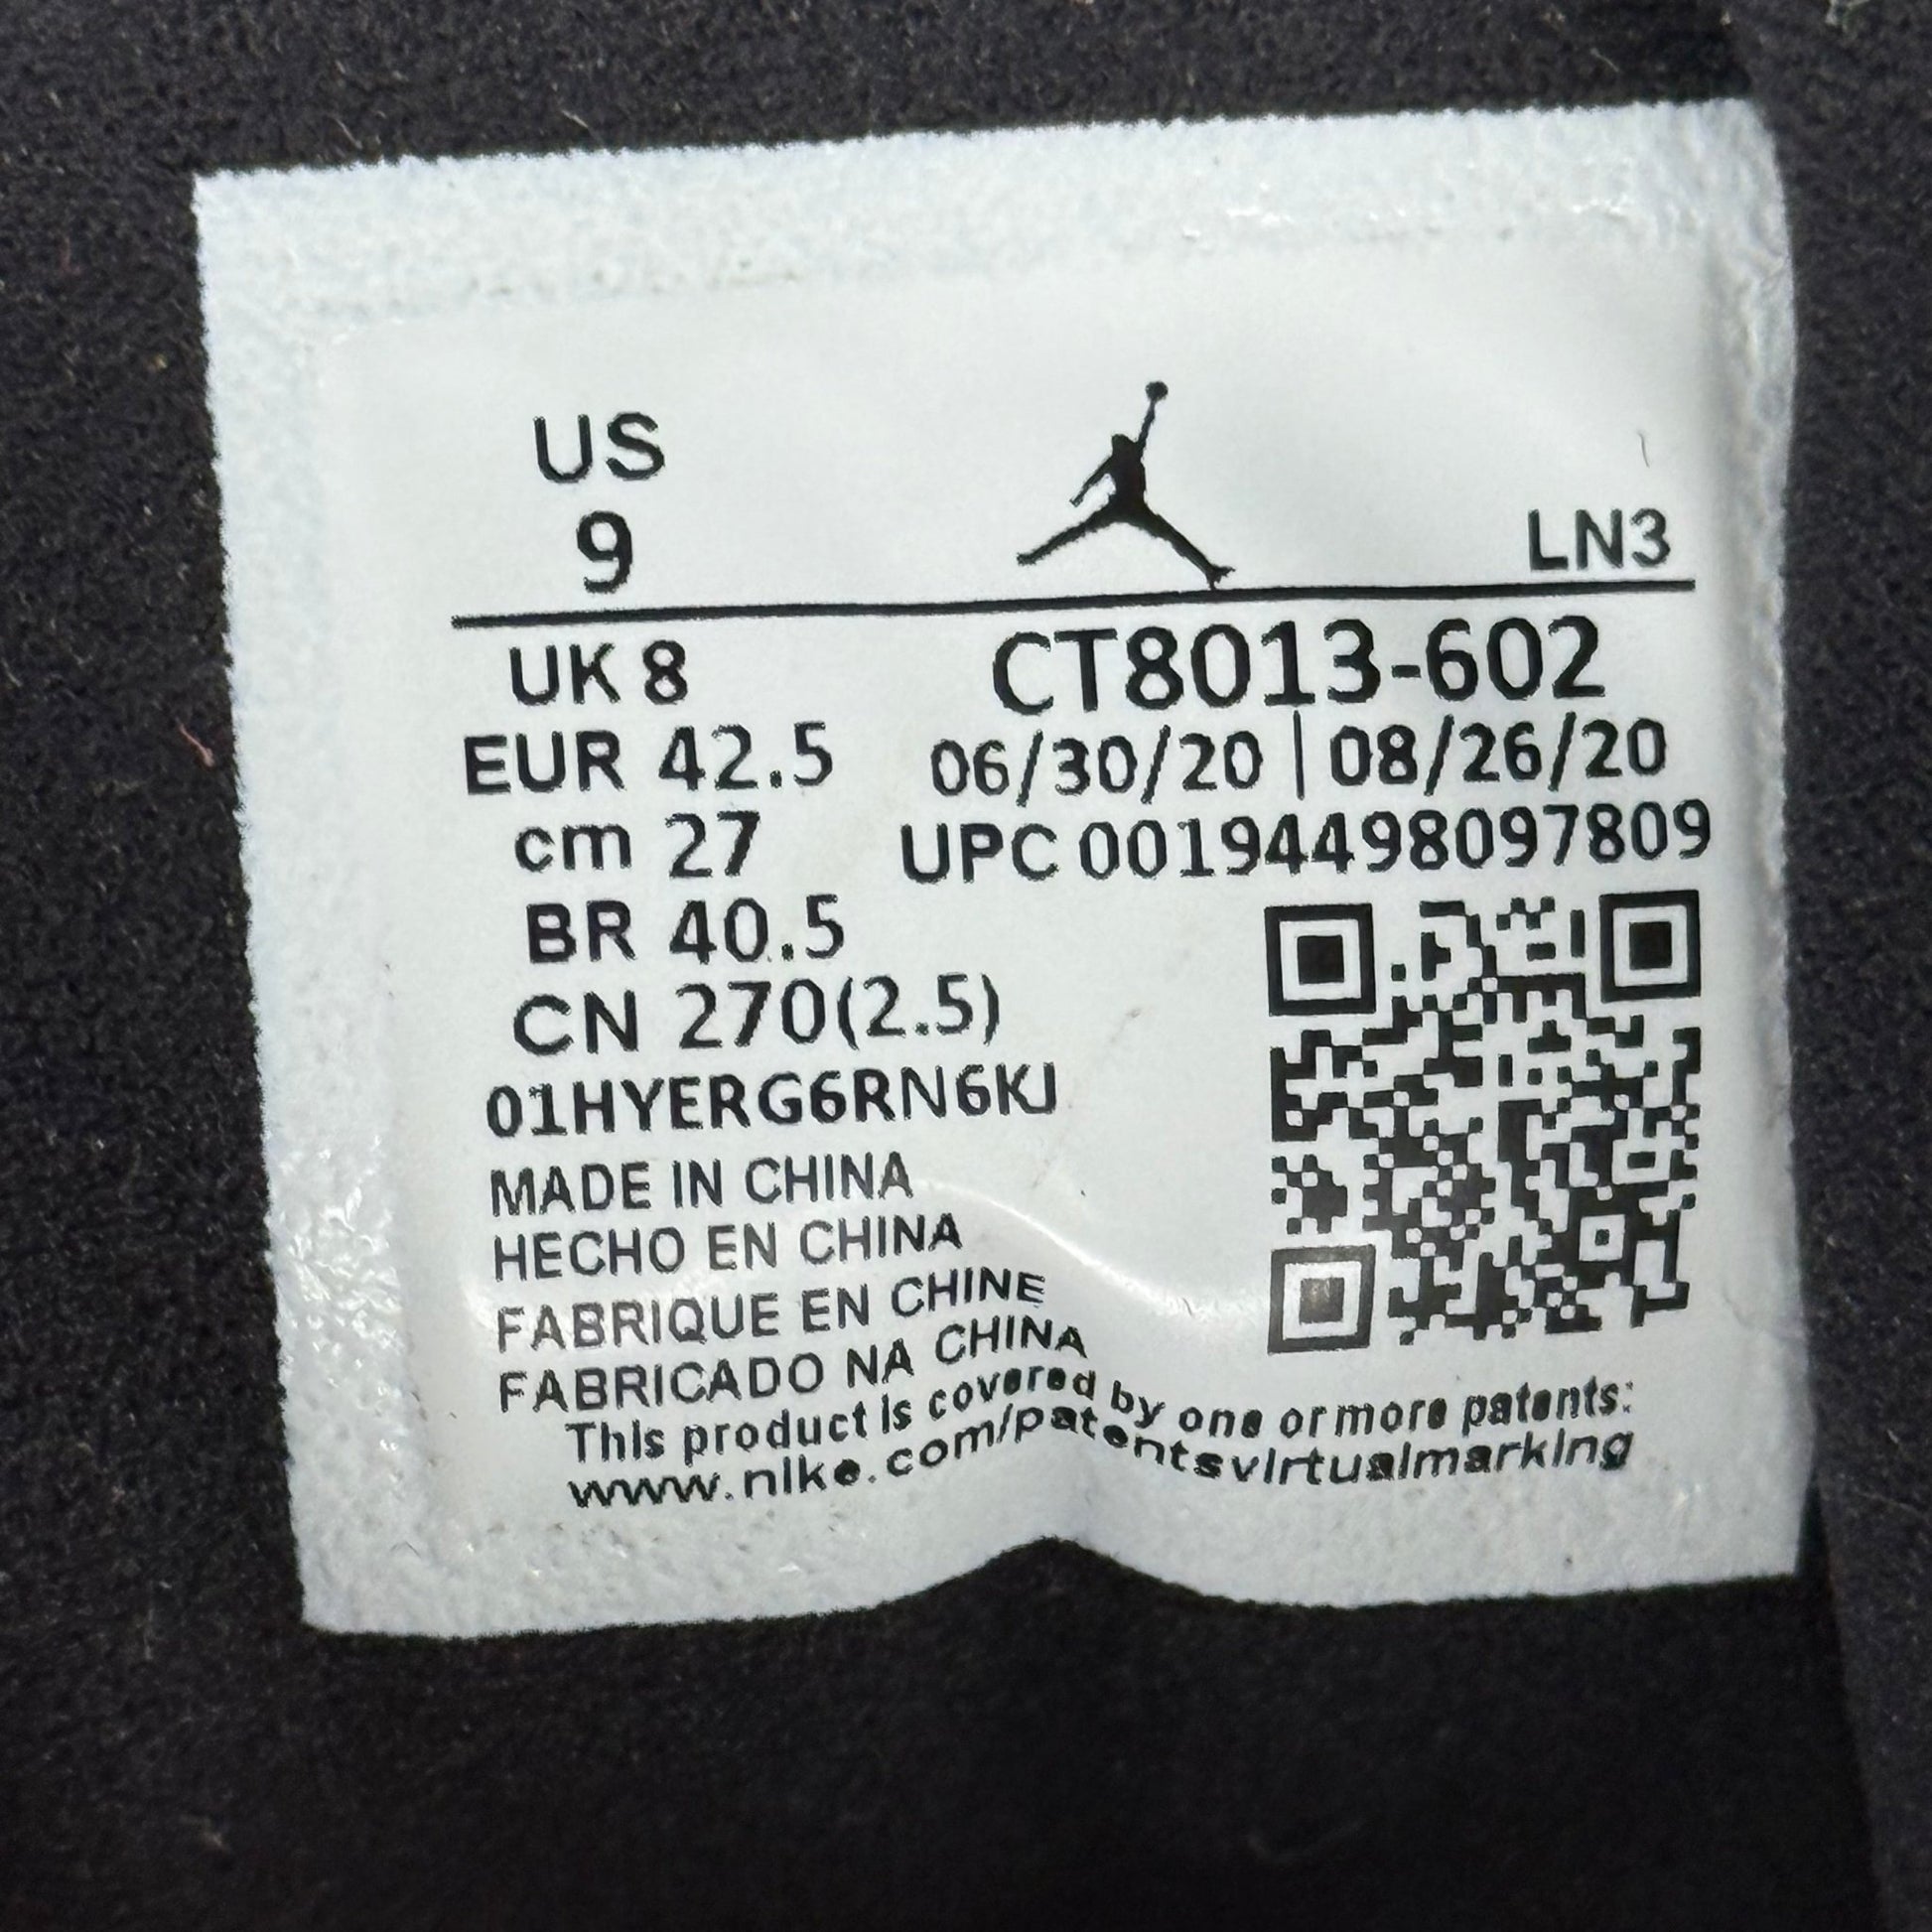 US
9
LN3
UK 8
CT8013-602
EUR 42.5
06/30/20 | 08/26/20
cm 27
UPC 00194498097809
BR 40.5
CN 270(2.5)
01HYERG6RN6KJ
MADE IN CHINA
HECHO EN CHINA
FABRIQUE EN CHINE
FABRICADO NA CHINA
This product is covered by one or more patents:
www.nike.com/patentsvirtualmarking